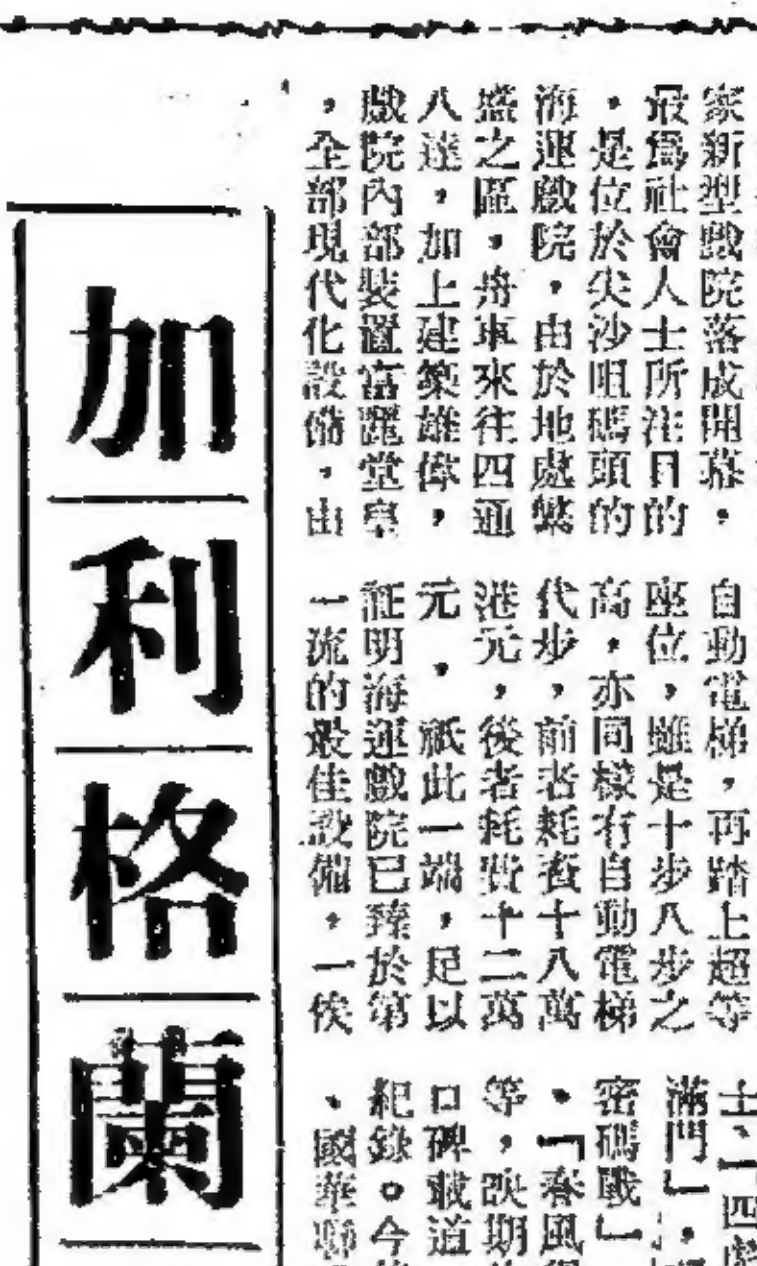 家新型戲院落成開幕，
最爲社會人士所注目的
，是位於尖沙咀碼頭的
海運戲院，由於地處繁
盛之區，舟車來往四通
八達，加上建築雄偉，
戲院內部裝置富麗堂皇
，全部現代化設備，由
自動電梯，再踏上超等
座位，雖是十步八步之
高，亦同樣有自動電梯
代步，前者耗資十八萬
港元，後者耗費十二萬
元，祇此一端，足以
証明海運戲院已臻於第
一流的最佳設備，一俟
士、「四
滿門」，
密碼戰」
、「春風
等，映期
口碑載道
紀錄。今
、國華聯
加利格蘭